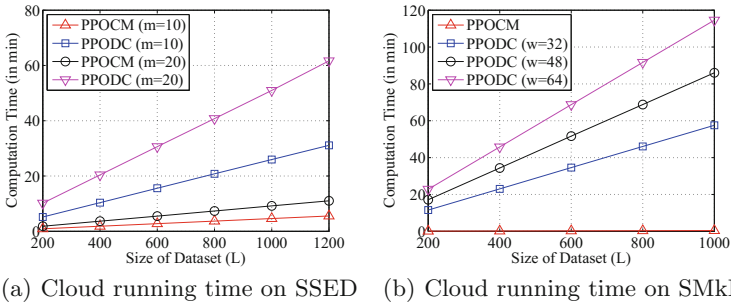 80
60
40
20
0
Computation Time (in min)
PPOCM (m=10)
PPODC (m=10)
PPOCM (m=20)
PPODC (m=20)
200 400 600 800 1000 1200
Size of Dataset (L)
(a) Cloud running time on SSED
120
100
80
60
40
20
0
Computation Time (in min)
PPOCM
PPODC (w=32)
PPODC (w=48)
PPODC (w=64)
200 400 600 800 1000
Size of Dataset (L)
(b) Cloud running time on